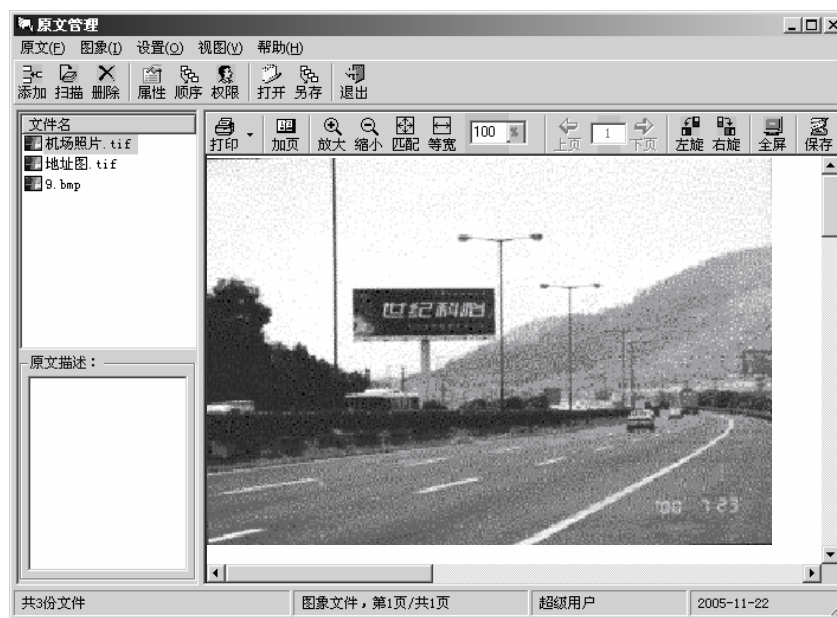 原文管理
原文(F) 图象(I) 设置(O) 视图(V) 帮助(H)
添加 扫描 删除 属性 顺序 权限 打开 另存 退出
文件名
机场照片.tif
地址图.tif
9.bmp
原文描述：
打印 加页 放大 缩小 匹配 等宽 100 % 上页 1 下页 左旋 右旋 全屏 保存
世纪科怡
'00 7 23
共3份文件 图象文件，第1页/共1页 超级用户 2005-11-22